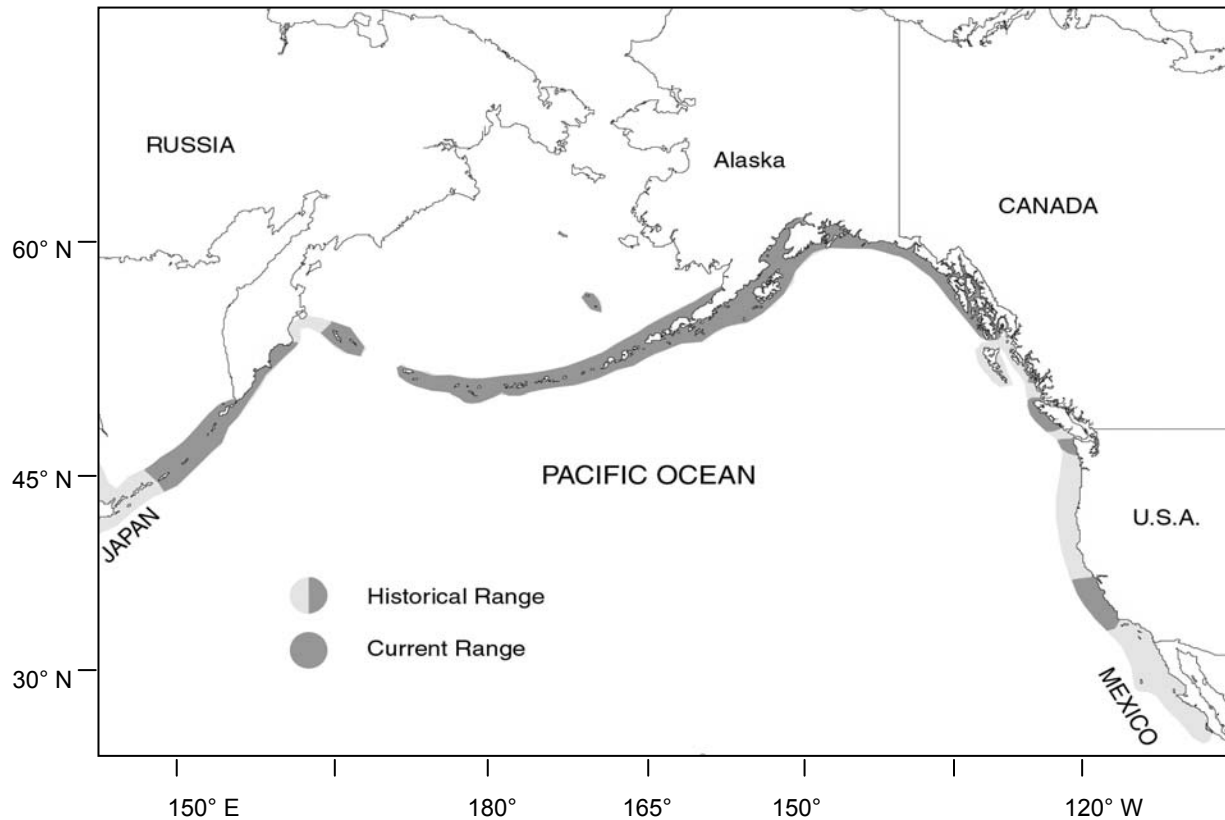 RUSSIA
Alaska
CANADA
60° N
45° N
PACIFIC OCEAN
U.S.A.
JAPAN
Historical Range
Current Range
30° N
MEXICO
150° E
180°
165°
150°
120° W